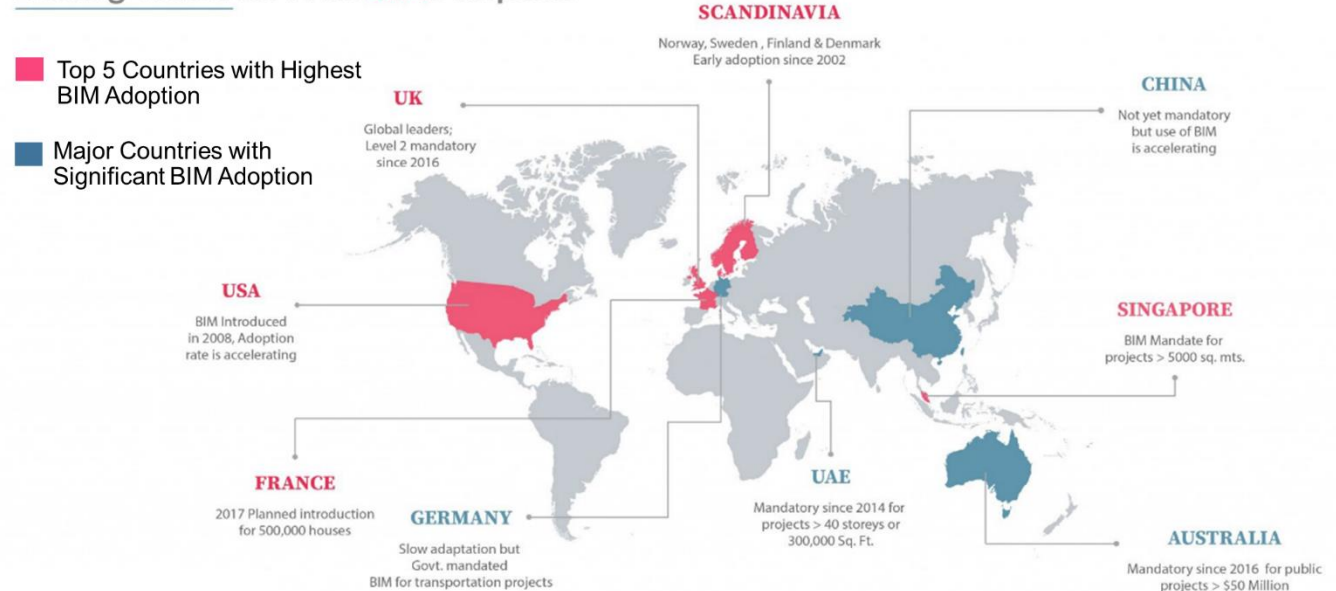 Top 5 Countries with Highest
BIM Adoption
Major Countries with
Significant BIM Adoption
SCANDINAVIA
Norway, Sweden , Finland & Denmark
Early adoption since 2002
UK
Global leaders;
Level 2 mandatory
since 2016
CHINA
Not yet mandatory
but use of BIM
is accelerating
USA
BIM Introduced
in 2008, Adoption
rate is accelerating
SINGAPORE
BIM Mandate for
projects > 5000 sq. mts.
FRANCE
2017 Planned introduction
for 500,000 houses
GERMANY
Slow adaptation but
Govt. mandated
BIM for transportation projects
UAE
Mandatory since 2014 for
projects > 40 storeys or
300,000 Sq. Ft.
AUSTRALIA
Mandatory since 2016 for public
projects > $50 Million